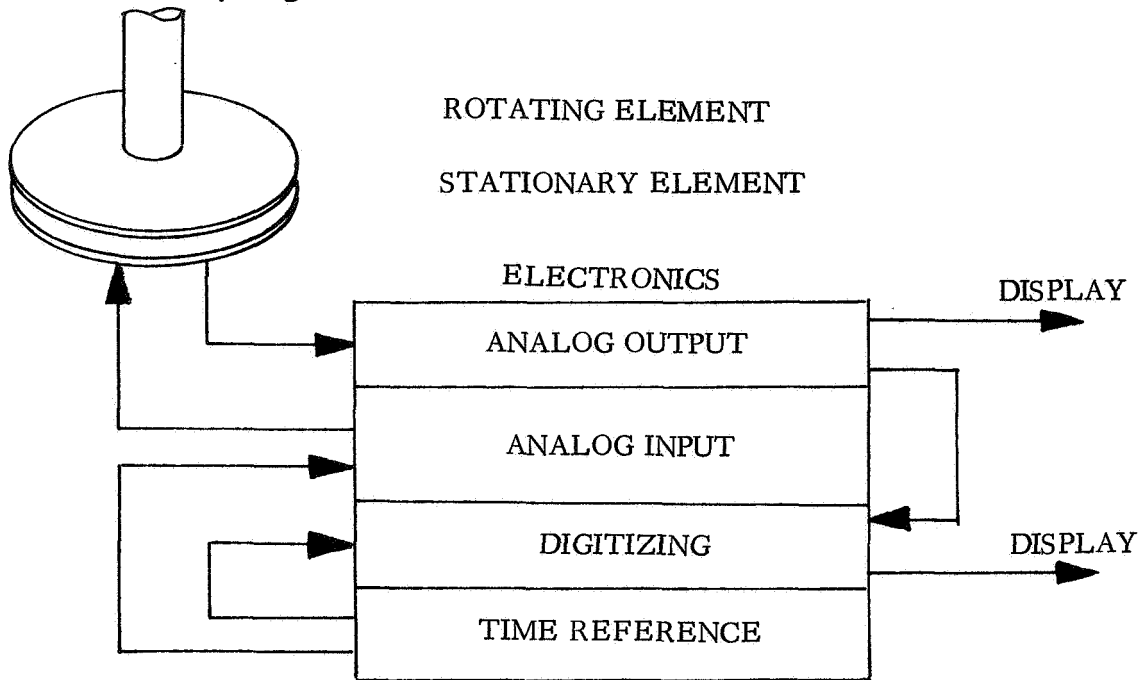 ROTATING ELEMENT
STATIONARY ELEMENT
ELECTRONICS
DISPLAY
ANALOG OUTPUT
ANALOG INPUT
DIGITIZING
DISPLAY
TIME REFERENCE